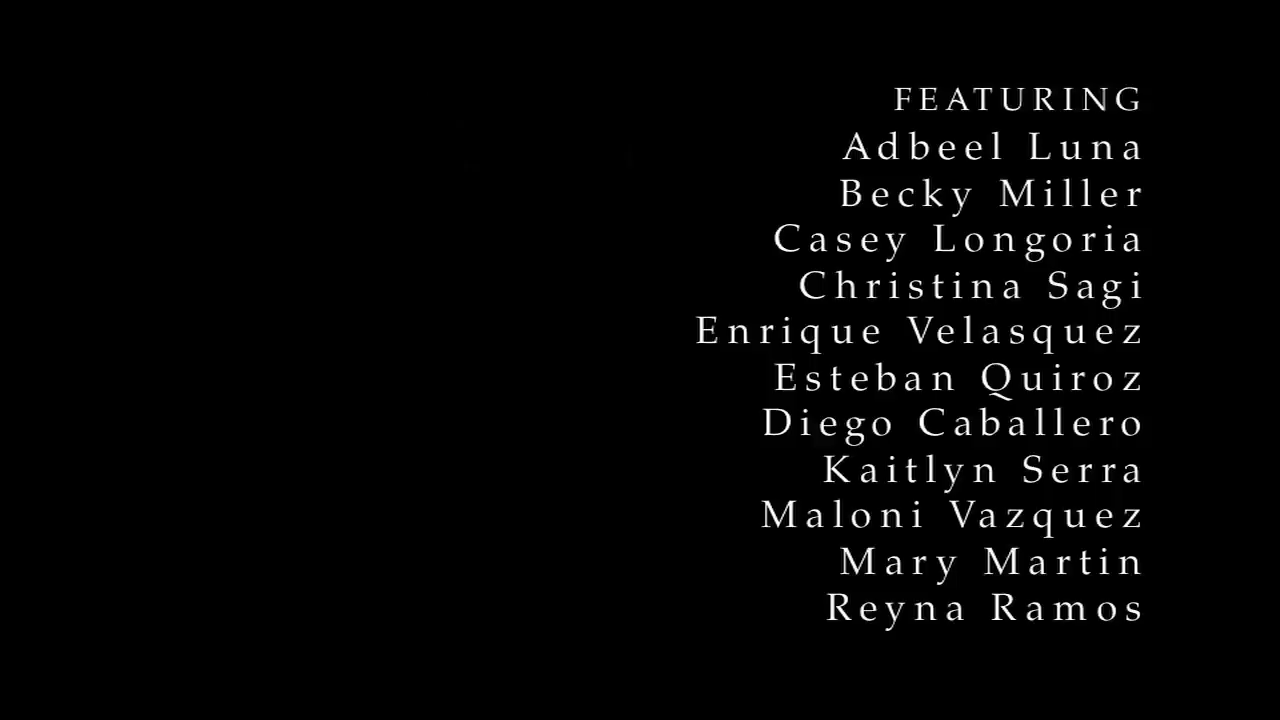 FEATURING
Adbeel Luna
Becky Miller
Casey Longoria
Christina Sagi
Enrique Velasquez
Esteban Quiroz
Diego Caballero
Kaitlyn Serra
Maloni Vazquez
Mary Martin
Reyna Ramos